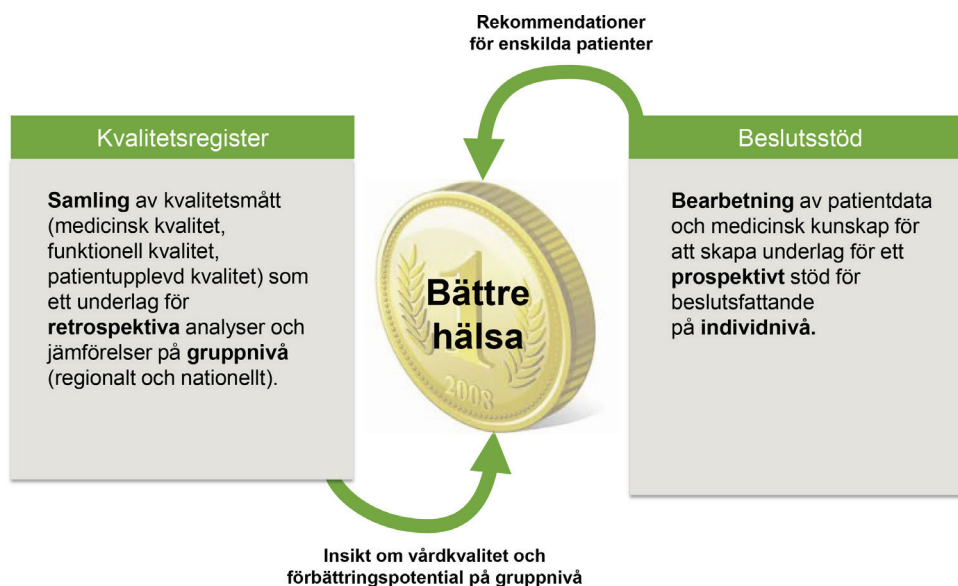 Rekommendationer
för enskilda patienter
Kvalitetsregister
Samling av kvalitetsmått
(medicinsk kvalitet,
funktionell kvalitet,
patientupplevd kvalitet) som
ett underlag för
retrospektiva analyser och
jämförelser på gruppnivå
(regionalt och nationellt).
1
Bättre
hälsa
2008
Beslutsstöd
Bearbetning av patientdata
och medicinsk kunskap för
att skapa underlag för ett
prospektivt stöd för
beslutsfattande
på individnivå.
Insikt om vårdkvalitet och
förbättringspotential på gruppnivå